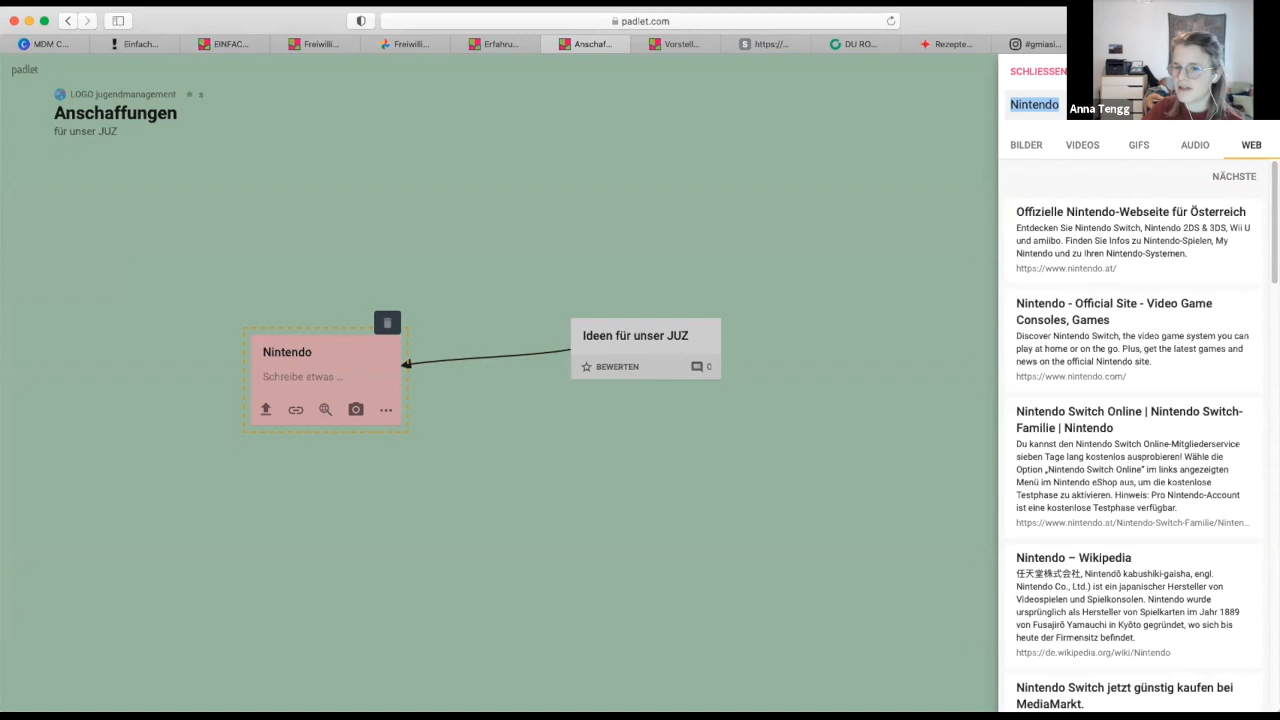 padlet.com
MDM C...
Einfach...
EINFAC...
Freiwilli...
Freiwill...
Erfahru...
Anschaf...
Vorstell...
https://...
DU RO...
Rezepte...
#gmiasi...
padlet
LOGO jugendmanagement
Anschaffungen
für unser JUZ
SCHLIESSEN
Nintendo
Anna Tengg
BILDER VIDEOS GIFS AUDIO WEB
NÄCHSTE
Offizielle Nintendo-Webseite für Österreich
Entdecken Sie Nintendo Switch, Nintendo 2DS & 3DS, Wii U
und amiibo. Finden Sie Infos zu Nintendo-Spielen, My
Nintendo und zu Ihren Nintendo-Systemen.
https://www.nintendo.at/
Nintendo - Official Site - Video Game
Consoles, Games
Discover Nintendo Switch, the video game system you can
play at home or on the go. Plus, get the latest games and
news on the official Nintendo site.
https://www.nintendo.com/
Nintendo Switch Online | Nintendo Switch-
Familie | Nintendo
Du kannst den Nintendo Switch Online-Mitgliederservice
sieben Tage lang kostenlos ausprobieren! Wähle die
Option „Nintendo Switch Online" im links angezeigten
Menü im Nintendo eShop aus, um die kostenlose
Testphase zu aktivieren. Hinweis: Pro Nintendo-Account
ist eine kostenlose Testphase verfügbar.
https://www.nintendo.at/Nintendo-Switch-Familie/Ninten...
Nintendo – Wikipedia
任天堂株式会社, Nintendō kabushiki-gaisha, engl.
Nintendo Co., Ltd.) ist ein japanischer Hersteller von
Videospielen und Spielkonsolen. Nintendo wurde
ursprünglich als Hersteller von Spielkarten im Jahr 1889
von Fusajirō Yamauchi in Kyōto gegründet, wo sich bis
heute der Firmensitz befindet.
https://de.wikipedia.org/wiki/Nintendo
Nintendo Switch jetzt günstig kaufen bei
MediaMarkt.
Nintendo
Schreibe etwas ...
Ideen für unser JUZ
BEWERTEN
0